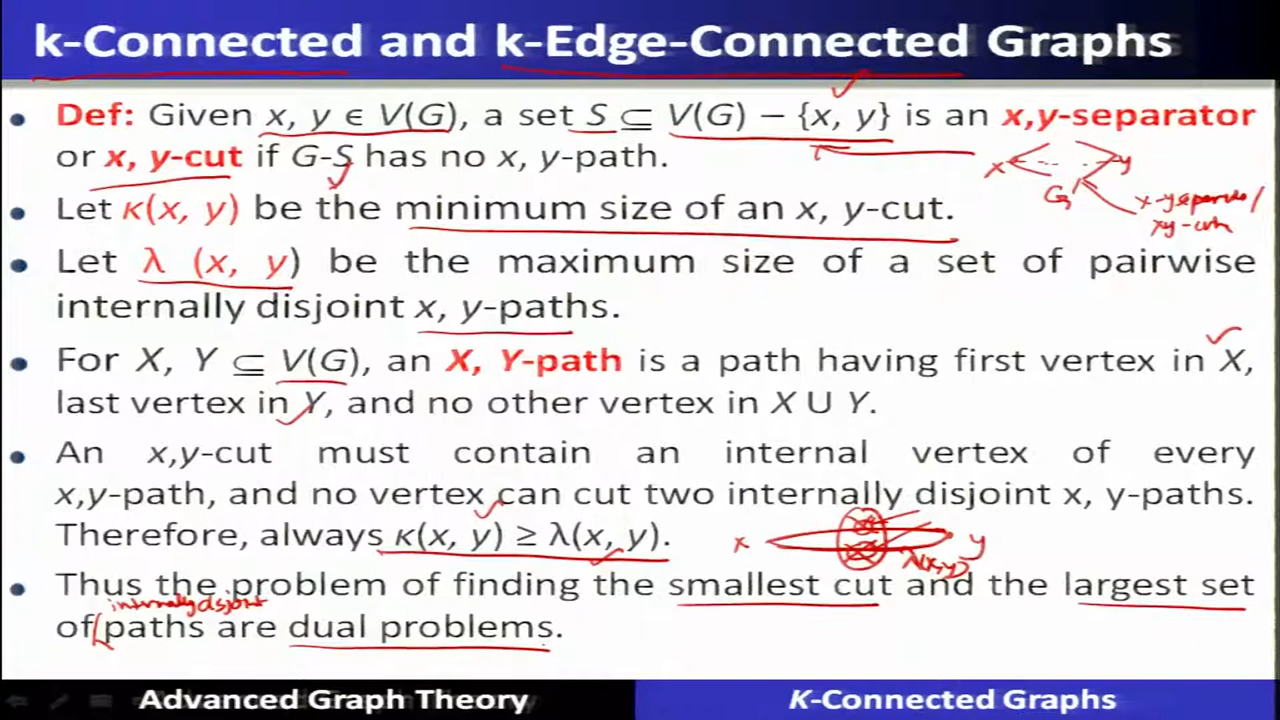 k-Connected and k-Edge-Connected Graphs
• Def: Given x, y ∈ V(G), a set S ⊆ V(G) − {x, y} is an x,y-separator
or x, y-cut if G-S has no x, y-path.
x y
G
xy-cut
• Let κ(x, y) be the minimum size of an x, y-cut.
• Let λ (x, y) be the maximum size of a set of pairwise
internally disjoint x, y-paths.
• For X, Y ⊆ V(G), an X, Y-path is a path having first vertex in X,
last vertex in Y, and no other vertex in X U Y.
• An x,y-cut must contain an internal vertex of every
x,y-path, and no vertex can cut two internally disjoint x, y-paths.
Therefore, always κ(x, y) ≥ λ(x, y).
x y
λ(x,y)
• Thus the problem of finding the smallest cut and the largest set
internally disjoint
of paths are dual problems.
Advanced Graph Theory
K-Connected Graphs